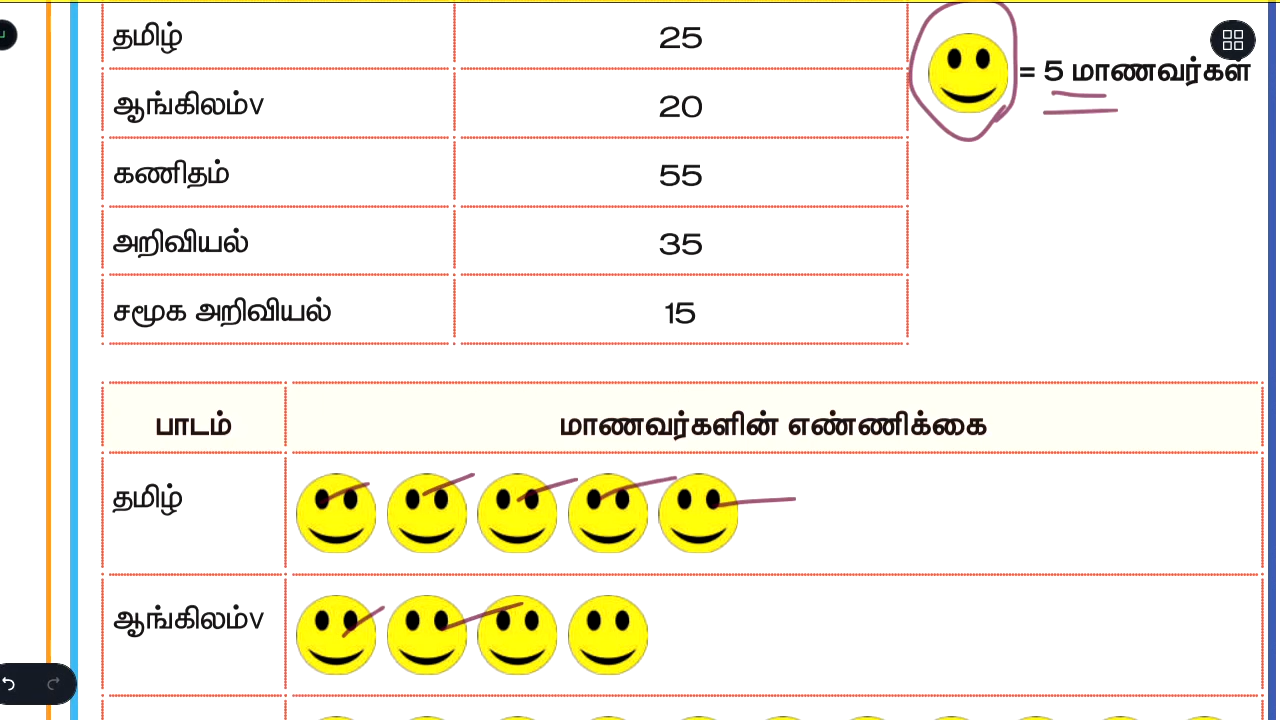 தமிழ் 25
= 5 மாணவர்கள்
ஆங்கிலம்v 20
கணிதம் 55
அறிவியல் 35
சமூக அறிவியல் 15
பாடம் மாணவர்களின் எண்ணிக்கை
தமிழ்
ஆங்கிலம்v